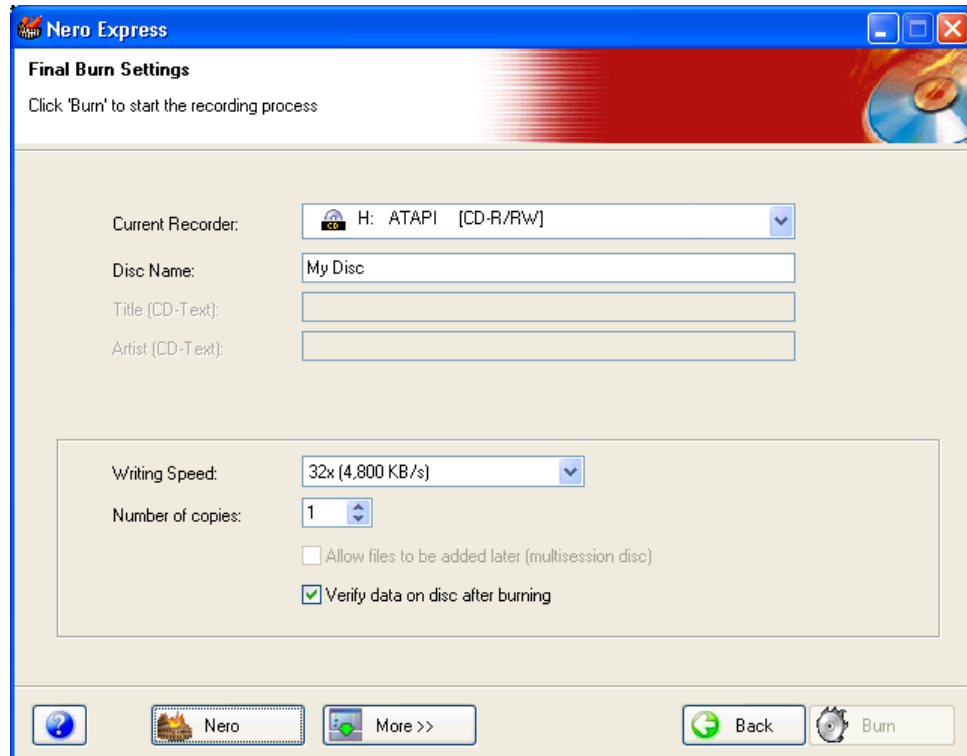 Nero Express
Final Burn Settings
Click 'Burn' to start the recording process
Current Recorder: H: ATAPI [CD-R/RW]
Disc Name: My Disc
Title (CD-Text):
Artist (CD-Text):
Writing Speed: 32x (4,800 KB/s)
Number of copies: 1
Allow files to be added later (multisession disc)
Verify data on disc after burning
? Nero More >> Back Burn